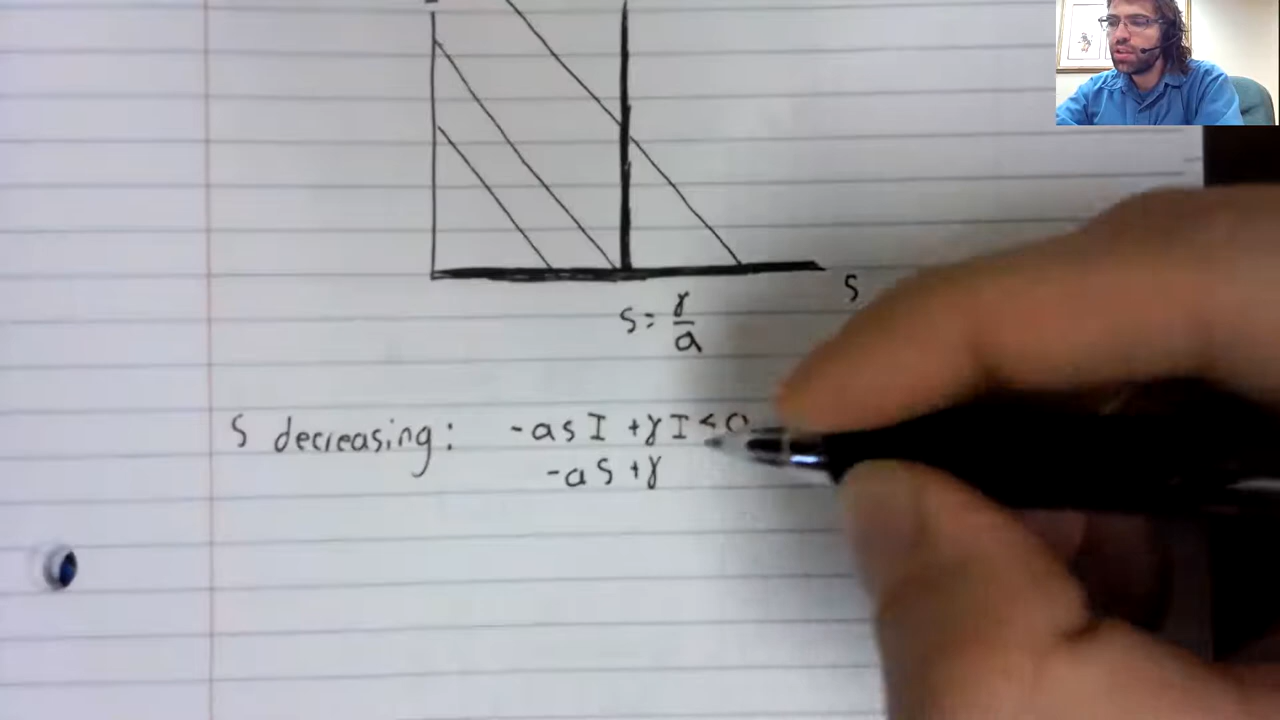 S
S = γ/a
S decreasing: -aSI + γI < 0
-aS + γ